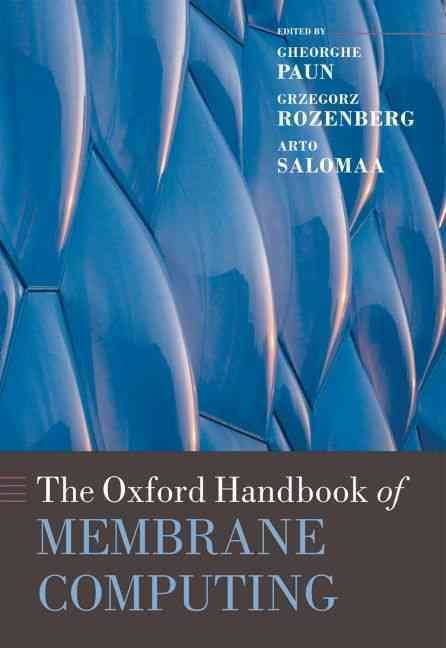 EDITED BY
GHEORGHE
PAUN
GRZEGORZ
ROZENBERG
ARTO
SALOMAA
The Oxford Handbook of
MEMBRANE
COMPUTING